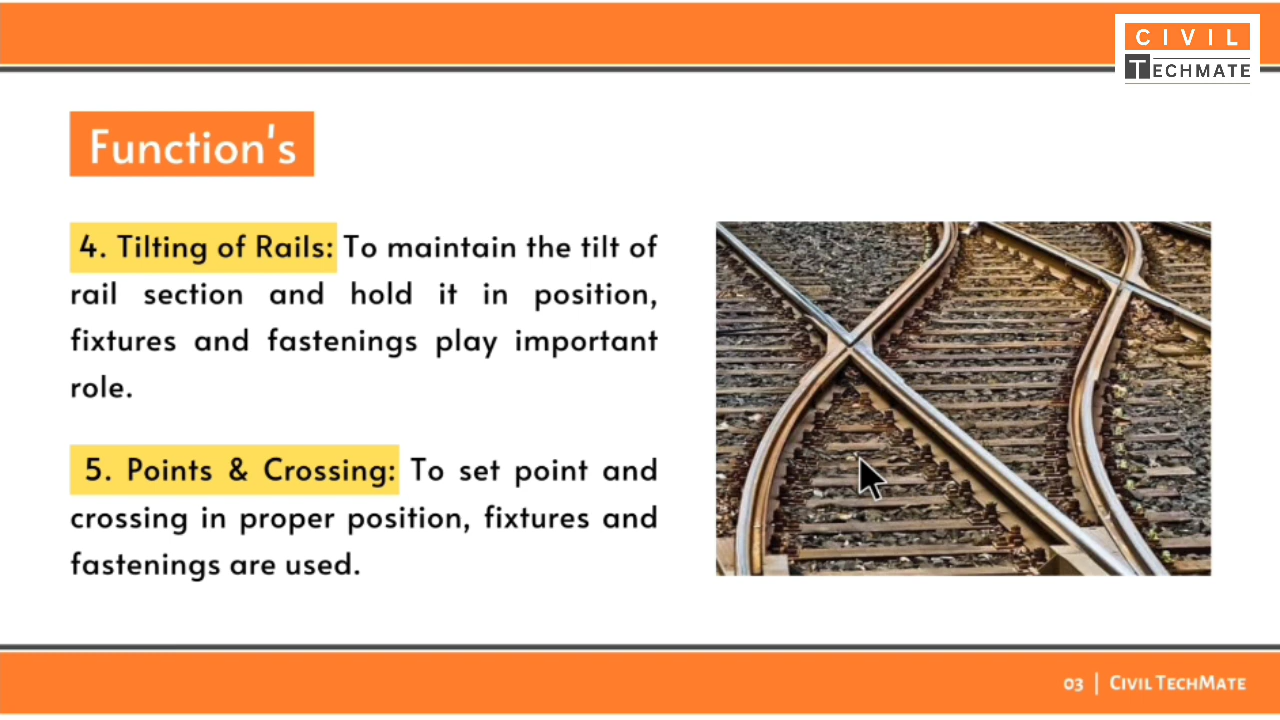 CIVIL
TECHMATE
Function's
4. Tilting of Rails: To maintain the tilt of
rail section and hold it in position,
fixtures and fastenings play important
role.
5. Points & Crossing: To set point and
crossing in proper position, fixtures and
fastenings are used.
03 | CIVIL TECHMATE